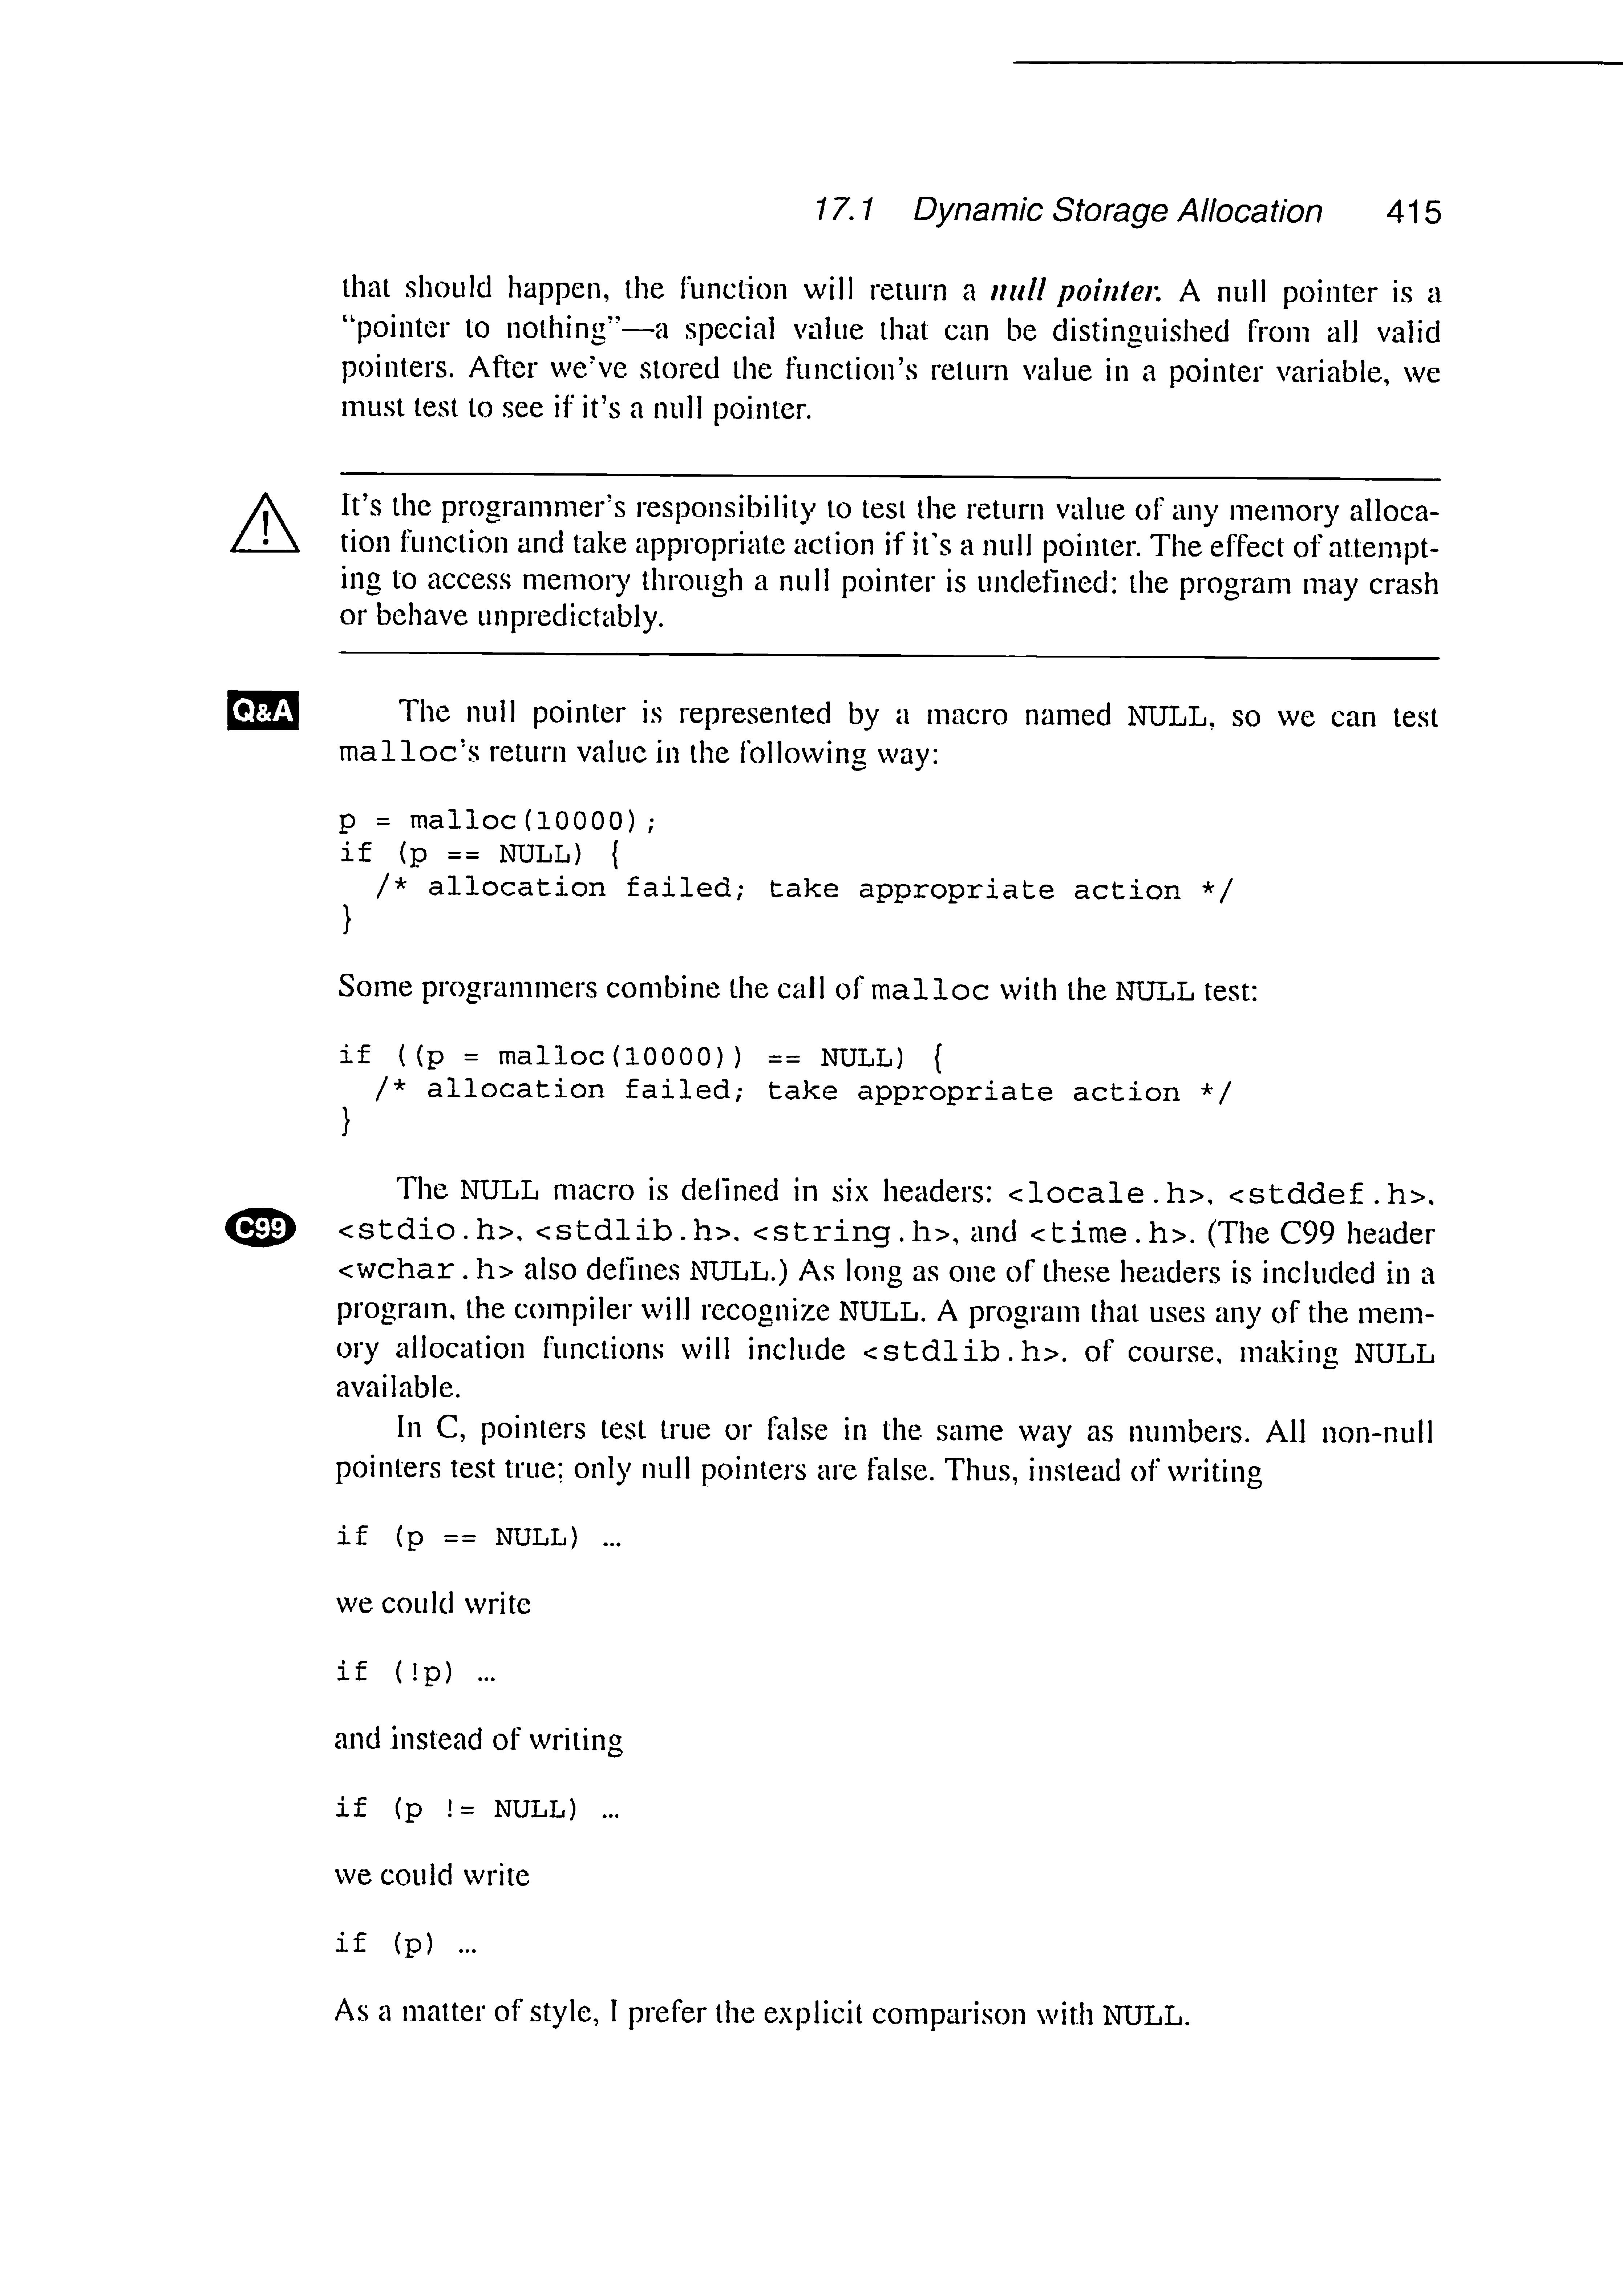 17.1 Dynamic Storage Allocation 415
that should happen, the function will return a null pointer. A null pointer is a
“pointer to nothing”—a special value that can be distinguished from all valid
pointers. After we've stored the function's return value in a pointer variable, we
must test to see if it's a null pointer.
It's the programmer's responsibility to test the return value of any memory alloca-
tion function and take appropriate action if it's a null pointer. The effect of attempt-
ing to access memory through a null pointer is undefined: the program may crash
or behave unpredictably.
Q&A The null pointer is represented by a macro named NULL, so we can test
malloc's return value in the following way:
p = malloc(10000);
if (p == NULL) {
/* allocation failed; take appropriate action */
}
Some programmers combine the call of malloc with the NULL test:
if ((p = malloc(10000)) == NULL) {
/* allocation failed; take appropriate action */
}
The NULL macro is defined in six headers: <locale.h>, <stddef.h>,
C99 <stdio.h>, <stdlib.h>, <string.h>, and <time.h>. (The C99 header
<wchar.h> also defines NULL.) As long as one of these headers is included in a
program, the compiler will recognize NULL. A program that uses any of the mem-
ory allocation functions will include <stdlib.h>, of course, making NULL
available.
In C, pointers test true or false in the same way as numbers. All non-null
pointers test true; only null pointers are false. Thus, instead of writing
if (p == NULL) …
we could write
if (!p) …
and instead of writing
if (p != NULL) …
we could write
if (p) …
As a matter of style, I prefer the explicit comparison with NULL.